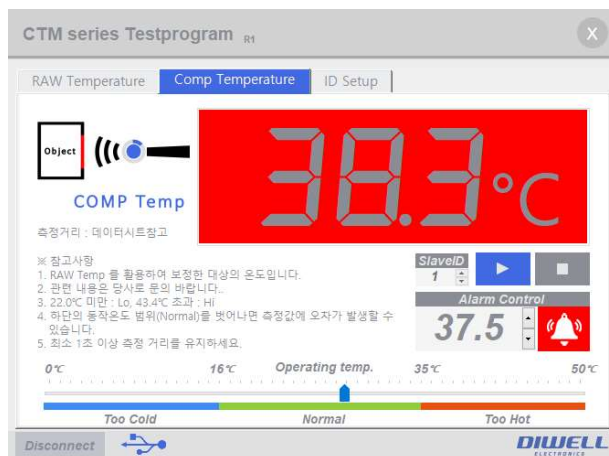 CTM series Testprogram R1
X
RAW Temperature
Comp Temperature
ID Setup
Object
38.3℃
COMP Temp
측정거리 : 데이터시트참고
※ 참고사항
1. RAW Temp 를 활용하여 보정한 대상의 온도입니다.
2. 관련 내용은 당사로 문의 바랍니다..
3. 22.0℃ 미만 : Lo, 43.4℃ 초과 : Hi
4. 하단의 동작온도 범위(Normal)를 벗어나면 측정값에 오차가 발생할 수
있습니다.
5. 최소 1초 이상 측정 거리를 유지하세요.
SlaveID
1
Alarm Control
37.5
0℃ 16℃ Operating temp. 35℃ 50℃
Too Cold Normal Too Hot
Disconnect
DIWELL
ELECTRONICS